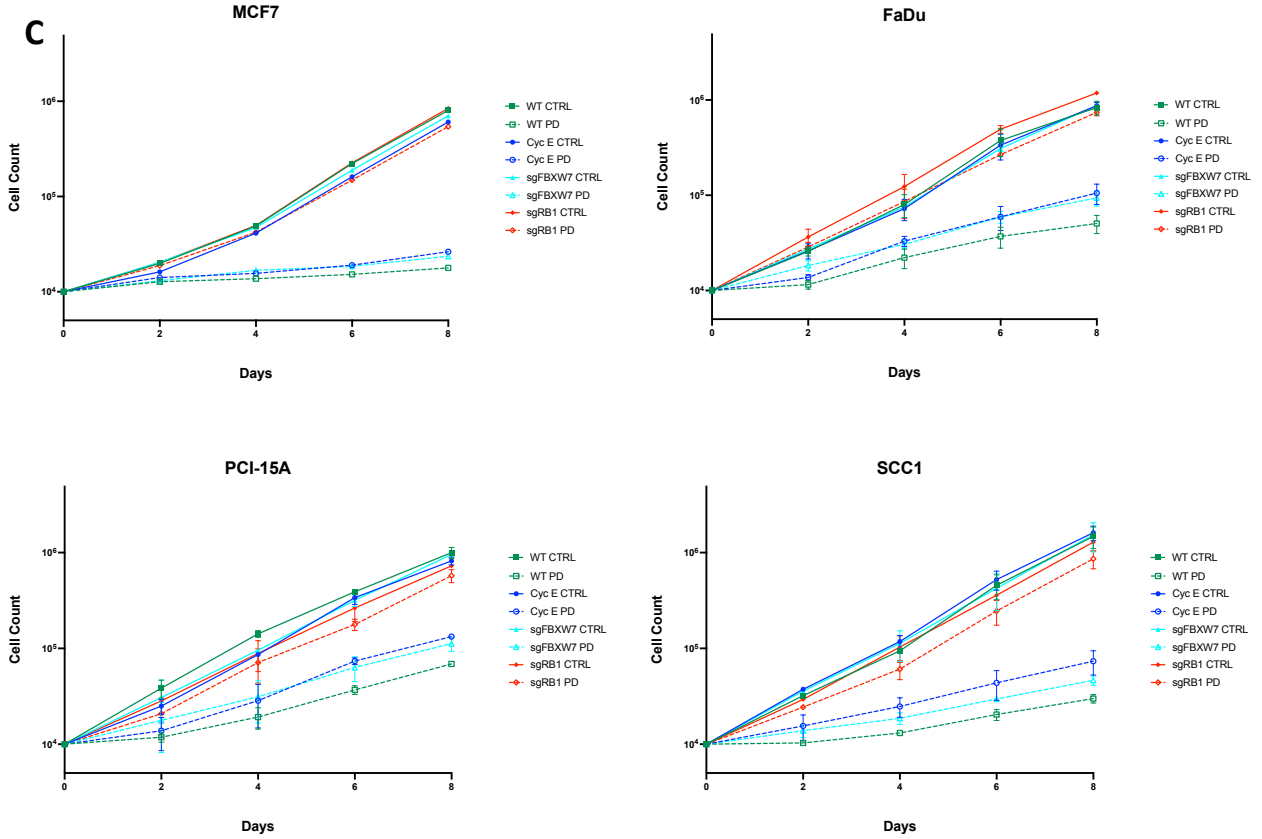 C
MCF7
Cell Count
10⁶
10⁵
10⁴
0 2 4 6 8
Days
WT CTRL
WT PD
Cyc E CTRL
Cyc E PD
sgFBXW7 CTRL
sgFBXW7 PD
sgRB1 CTRL
sgRB1 PD
FaDu
Cell Count
10⁶
10⁵
10⁴
0 2 4 6 8
Days
WT CTRL
WT PD
Cyc E CTRL
Cyc E PD
sgFBXW7 CTRL
sgFBXW7 PD
sgRB1 CTRL
sgRB1 PD
PCI-15A
Cell Count
10⁶
10⁵
10⁴
0 2 4 6 8
Days
WT CTRL
WT PD
Cyc E CTRL
Cyc E PD
sgFBXW7 CTRL
sgFBXW7 PD
sgRB1 CTRL
sgRB1 PD
SCC1
Cell Count
10⁶
10⁵
10⁴
0 2 4 6 8
Days
WT CTRL
WT PD
Cyc E CTRL
Cyc E PD
sgFBXW7 CTRL
sgFBXW7 PD
sgRB1 CTRL
sgRB1 PD